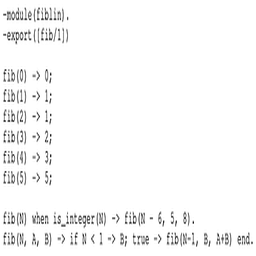 -module(fiblin).
-export([fib/1])
fib(0) -> 0;
fib(1) -> 1;
fib(2) -> 1;
fib(3) -> 2;
fib(4) -> 3;
fib(5) -> 5;
fib(N) when is_integer(N) -> fib(N - 6, 5, 8).
fib(N, A, B) -> if N < 1 -> B; true -> fib(N-1, B, A+B) end.